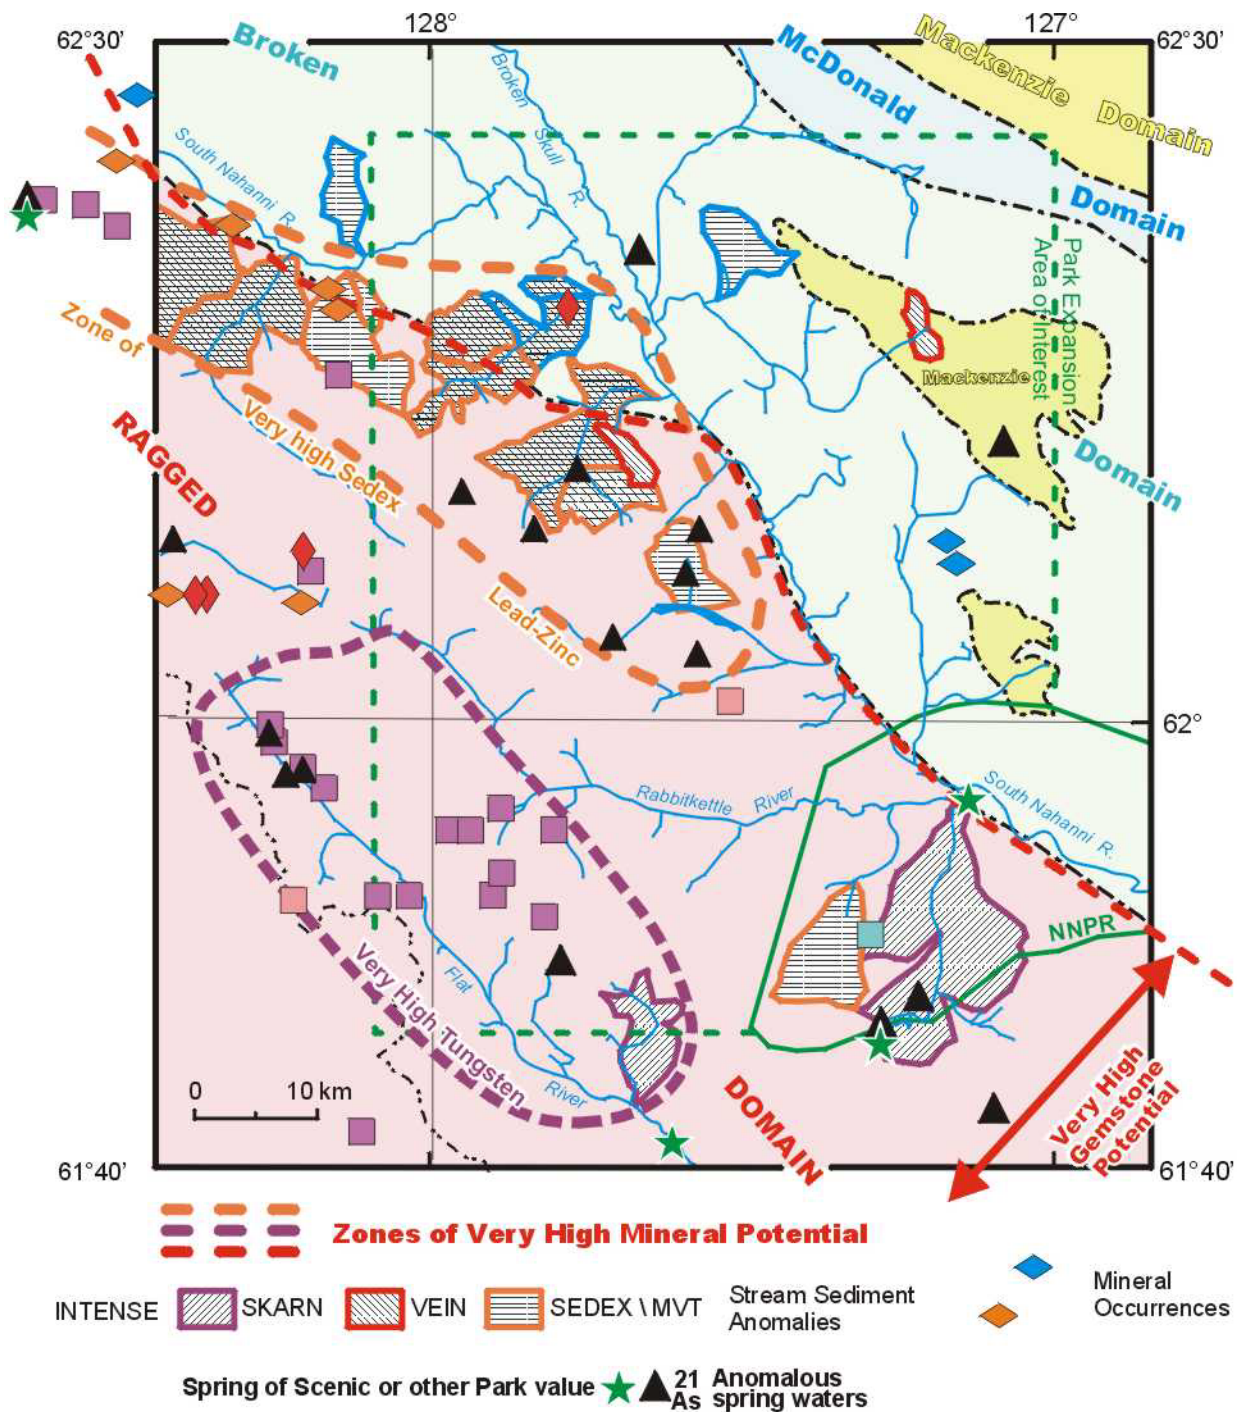 128°
127°
62°30'
62°30'
Broken
McDonald
Domain
Mackenzie
Domain
South Nahanni R.
Broken
Skull
R.
Park Expansion
Area of Interest
Mackenzie
Domain
Zone of
Very high Sedex
Lead-Zinc
RAGGED
62°
Rabbitkettle
River
South Nahanni
R.
NNPR
Very High Tungsten
Flat
River
0
10 km
DOMAIN
Very High
Gemstone
Potential
61°40'
61°40'
Zones of Very High Mineral Potential
INTENSE
SKARN
VEIN
SEDEX \ MVT
Stream Sediment
Anomalies
Mineral
Occurrences
Spring of Scenic or other Park value
21
As
Anomalous
spring waters